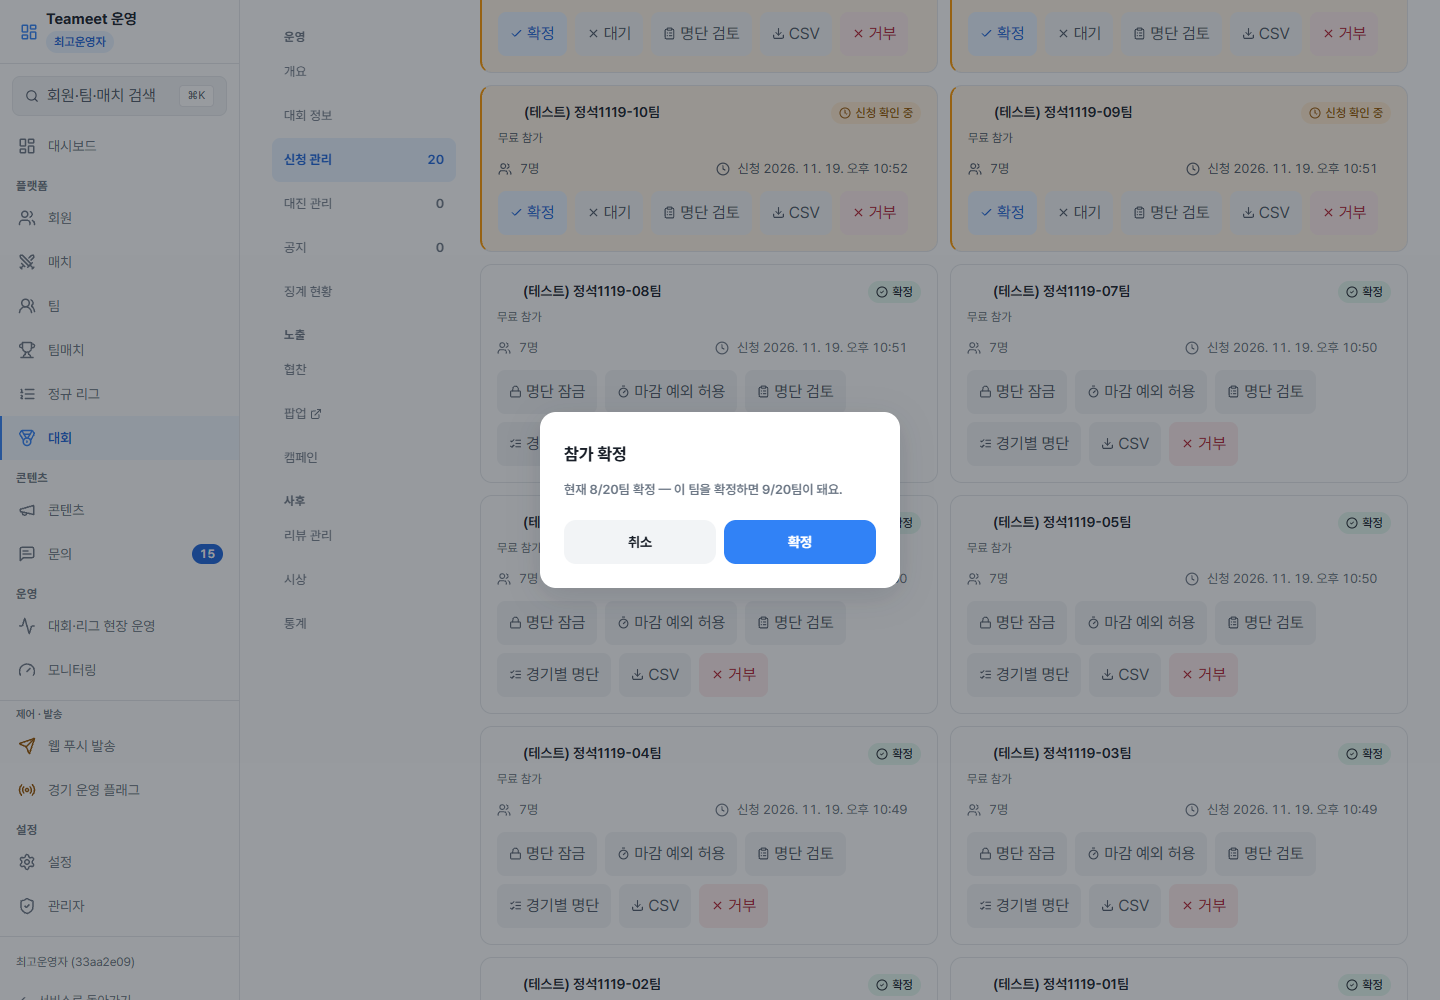 Teameet 운영
최고운영자
회원·팀·매치 검색 ⌘K
대시보드
플랫폼
회원
매치
팀
팀매치
정규 리그
대회
콘텐츠
콘텐츠
문의 15
운영
대회·리그 현장 운영
모니터링
제어 · 발송
웹 푸시 발송
경기 운영 플래그
설정
설정
관리자
최고운영자 (33aa2e09)
운영
개요
대회 정보
신청 관리 20
대진 관리 0
공지 0
징계 현황
노출
협찬
팝업
캠페인
사후
리뷰 관리
시상
통계
확정 대기 명단 검토 CSV 거부
확정 대기 명단 검토 CSV 거부
(테스트) 정석1119-10팀 신청 확인 중
무료 참가
7명 신청 2026. 11. 19. 오후 10:52
확정 대기 명단 검토 CSV 거부
(테스트) 정석1119-09팀 신청 확인 중
무료 참가
7명 신청 2026. 11. 19. 오후 10:51
확정 대기 명단 검토 CSV 거부
(테스트) 정석1119-08팀 확정
무료 참가
7명 신청 2026. 11. 19. 오후 10:51
명단 잠금 마감 예외 허용 명단 검토
경
(테스트) 정석1119-07팀 확정
무료 참가
7명 신청 2026. 11. 19. 오후 10:50
명단 잠금 마감 예외 허용 명단 검토
경기별 명단 CSV 거부
참가 확정
현재 8/20팀 확정 — 이 팀을 확정하면 9/20팀이 돼요.
취소 확정
(테ᅠ정
무료 참가
7명 0
명단 잠금 마감 예외 허용 명단 검토
경기별 명단 CSV 거부
(테스트) 정석1119-05팀 확정
무료 참가
7명 신청 2026. 11. 19. 오후 10:50
명단 잠금 마감 예외 허용 명단 검토
경기별 명단 CSV 거부
(테스트) 정석1119-04팀 확정
무료 참가
7명 신청 2026. 11. 19. 오후 10:49
명단 잠금 마감 예외 허용 명단 검토
경기별 명단 CSV 거부
(테스트) 정석1119-03팀 확정
무료 참가
7명 신청 2026. 11. 19. 오후 10:49
명단 잠금 마감 예외 허용 명단 검토
경기별 명단 CSV 거부
(테스트) 정석1119-02팀 확정
(테스트) 정석1119-01팀 확정